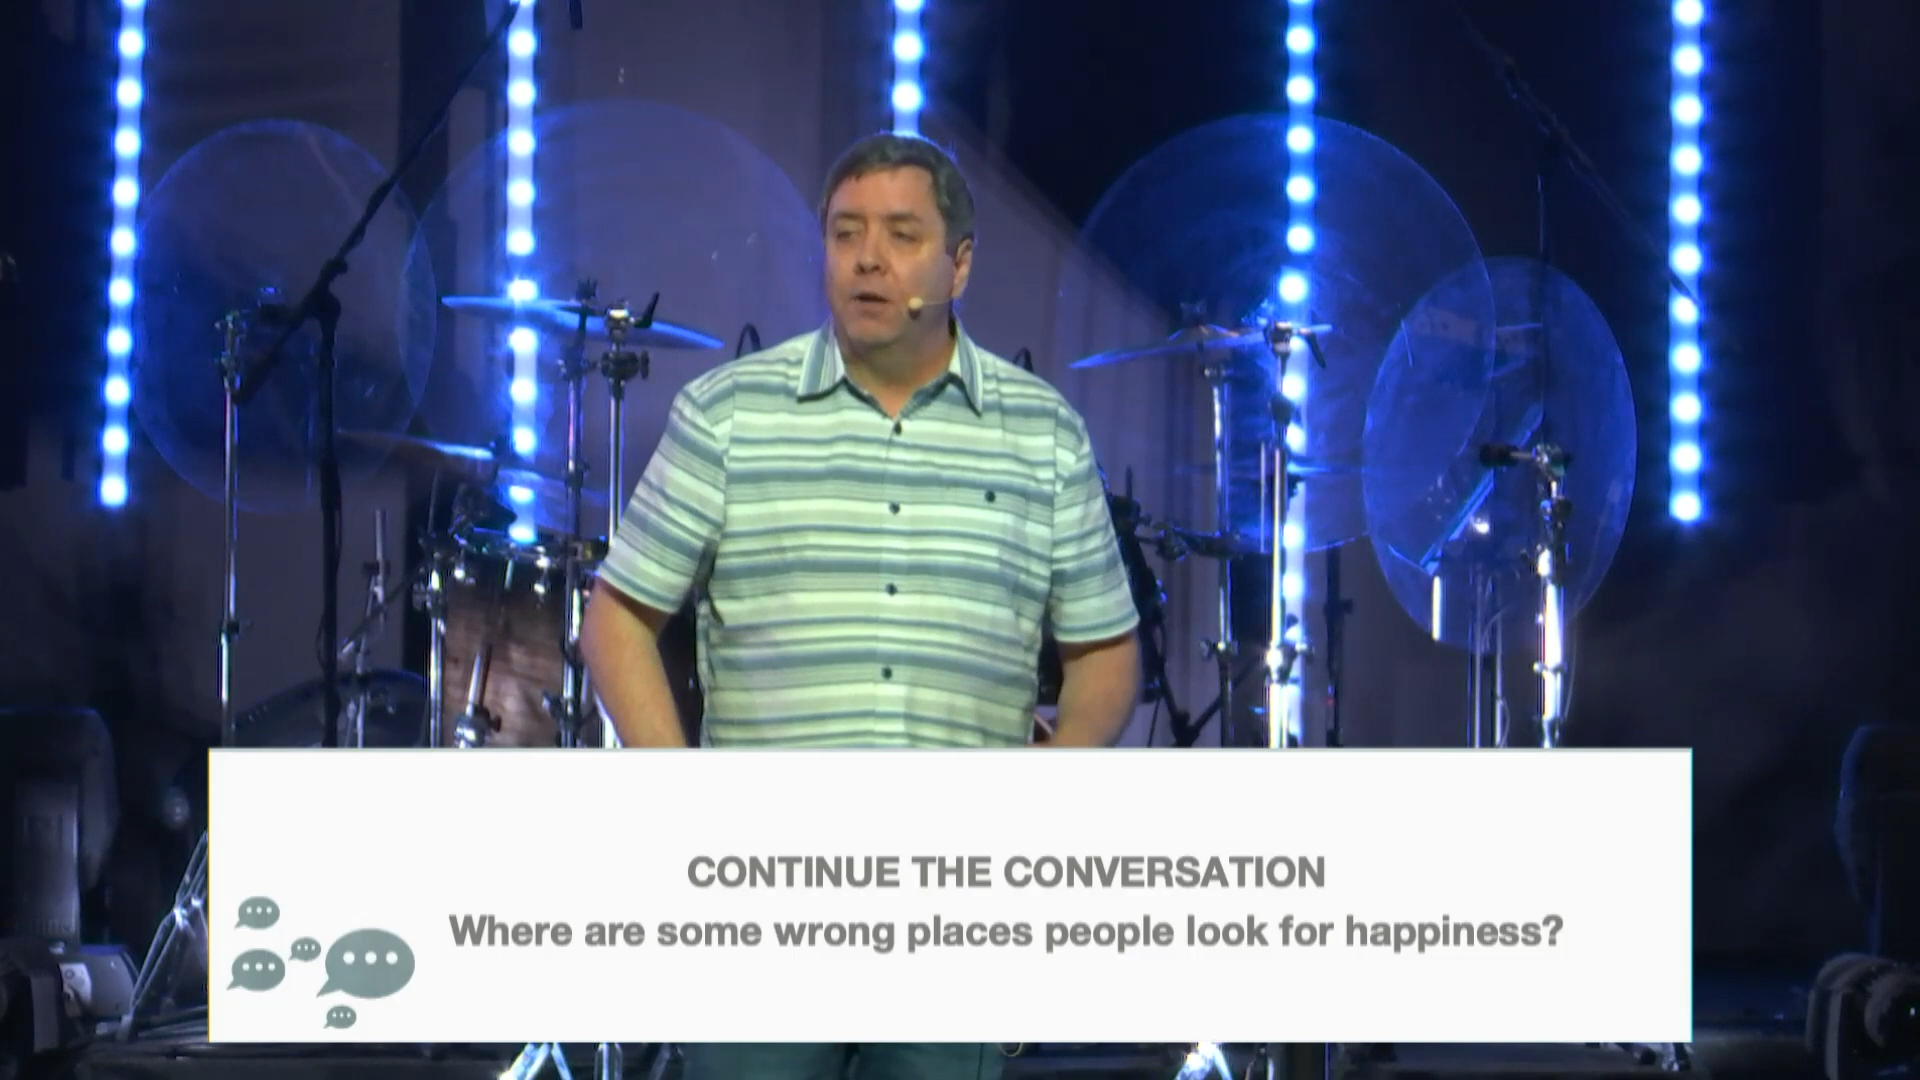 CONTINUE THE CONVERSATION
Where are some wrong places people look for happiness?